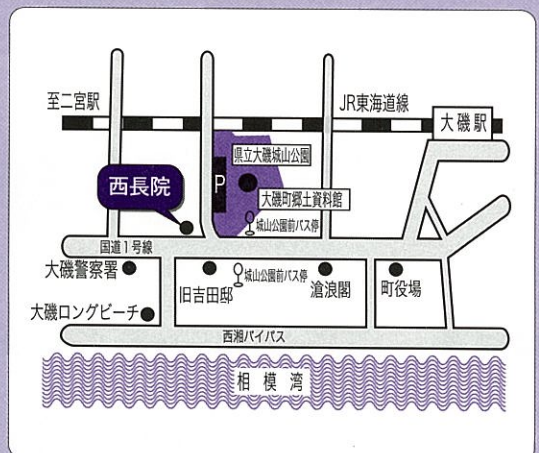 至二宮駅
JR東海道線
大磯駅
県立大磯城山公園
P
西長院
大磯町郷土資料館
城山公園前バス停
国道1号線
大磯警察署
旧吉田邸
城山公園前バス停
滄浪閣
町役場
大磯ロングビーチ
西湘バイパス
相模湾